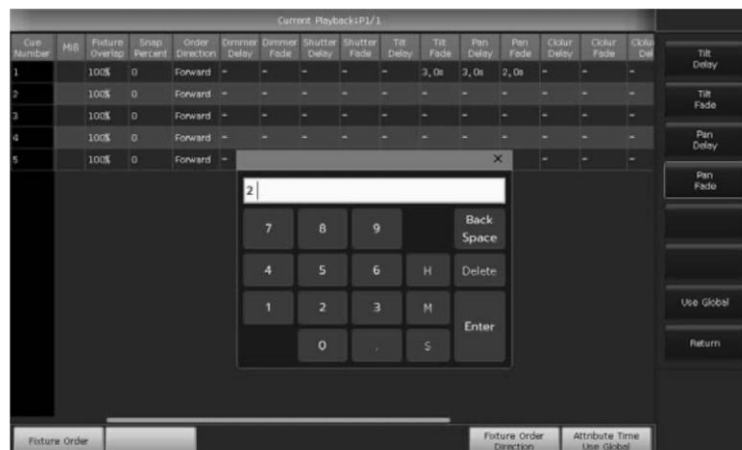 Current Playback:P1/1
Cue Number MIB Fixture Overlap Snap Percent Order Direction Dimmer Delay Dimmer Fade Shutter Delay Shutter Fade Tilt Delay Tilt Fade Pan Delay Pan Fade Clolur Delay Clolur Fade Clolu Del
1 100% 0 Forward - - - - - 3,0s 3,0s 2,0s - - -
2 100% 0 Forward - - - - - - - - - - -
3 100% 0 Forward - - - - - - - - - - -
4 100% 0 Forward - - - - - - - - - - -
5 100% 0 Forward - - - -
×
2
7 8 9 Back Space
4 5 6 H Delete
1 2 3 M Enter
0 . S
Tilt Delay
Tilt Fade
Pan Delay
Pan Fade
Use Global
Return
Fixture Order
Fixture Order Direction
Attribute Time Use Global